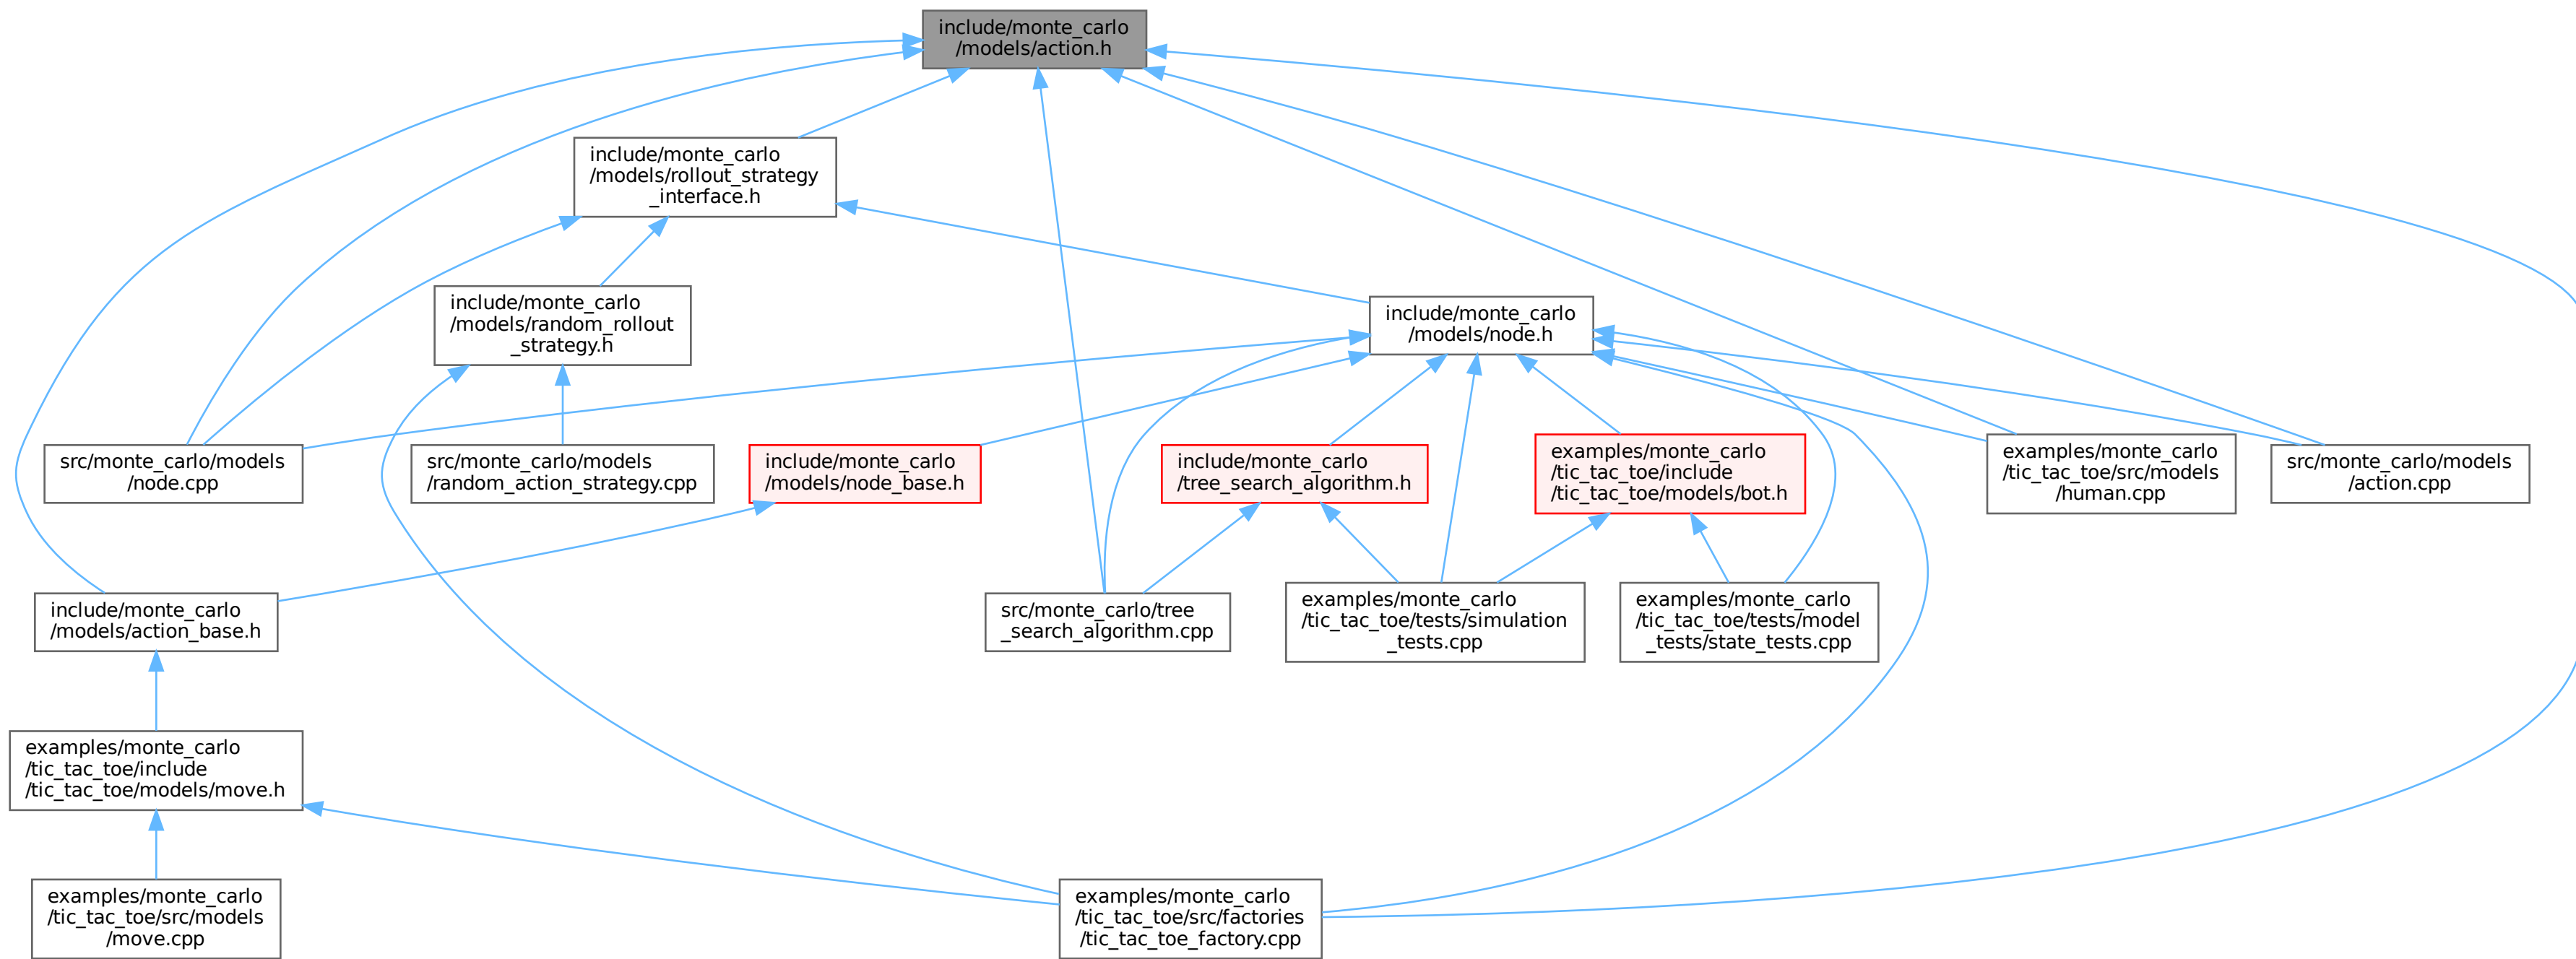 include/monte_carlo
/models/action.h
include/monte_carlo
/models/rollout_strategy
_interface.h
include/monte_carlo
/models/random_rollout
_strategy.h
include/monte_carlo
/models/node.h
src/monte_carlo/models
/node.cpp
src/monte_carlo/models
/random_action_strategy.cpp
include/monte_carlo
/models/node_base.h
include/monte_carlo
/tree_search_algorithm.h
examples/monte_carlo
/tic_tac_toe/include
/tic_tac_toe/models/bot.h
examples/monte_carlo
/tic_tac_toe/src/models
/human.cpp
src/monte_carlo/models
/action.cpp
include/monte_carlo
/models/action_base.h
src/monte_carlo/tree
_search_algorithm.cpp
examples/monte_carlo
/tic_tac_toe/tests/simulation
_tests.cpp
examples/monte_carlo
/tic_tac_toe/tests/model
_tests/state_tests.cpp
examples/monte_carlo
/tic_tac_toe/include
/tic_tac_toe/models/move.h
examples/monte_carlo
/tic_tac_toe/src/models
/move.cpp
examples/monte_carlo
/tic_tac_toe/src/factories
/tic_tac_toe_factory.cpp